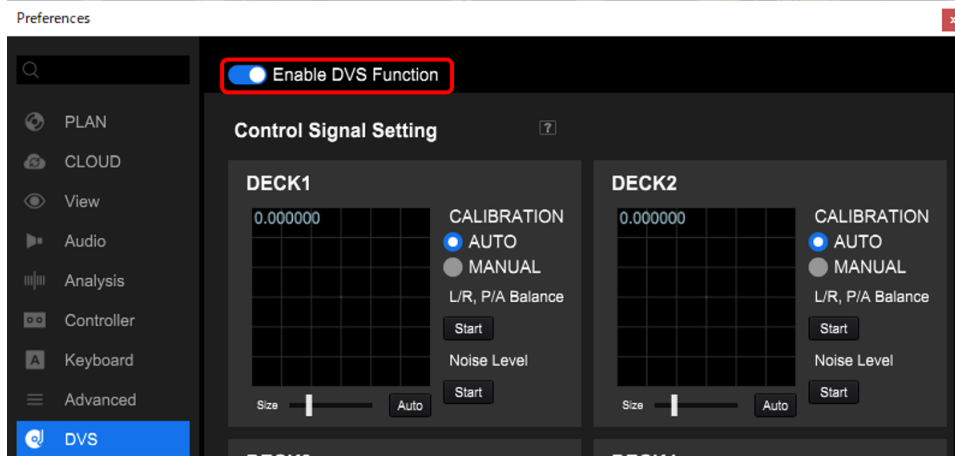 Preferences
Enable DVS Function
PLAN
CLOUD
View
Audio
Analysis
Controller
Keyboard
Advanced
DVS
Control Signal Setting
?
DECK1
0.000000
CALIBRATION
AUTO
MANUAL
L/R, P/A Balance
Start
Noise Level
Start
Size
Auto
DECK2
0.000000
CALIBRATION
AUTO
MANUAL
L/R, P/A Balance
Start
Noise Level
Start
Size
Auto